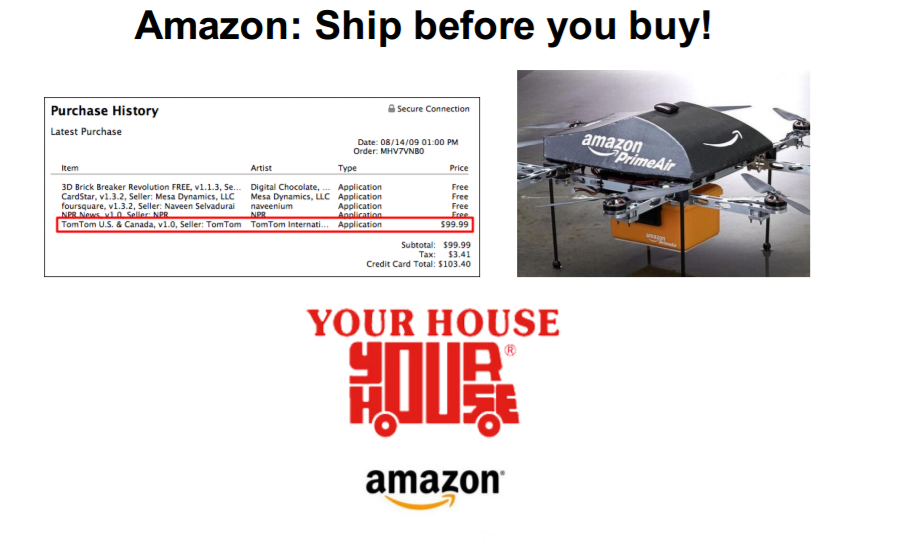 Amazon: Ship before you buy!
Purchase History
Secure Connection
Latest Purchase
Date: 08/14/09 01:00 PM
Order: MHV7VNB0
Item Artist Type Price
3D Brick Breaker Revolution FREE, v1.1.3, Se... Digital Chocolate, ... Application Free
CardStar, v1.3.2, Seller: Mesa Dynamics, LLC Mesa Dynamics, LLC Application Free
foursquare, v1.3.2, Seller: Naveen Selvadurai naveenium Application Free
NPR News, v1.0, Seller: NPR NPR Application Free
TomTom U.S. & Canada, v1.0, Seller: TomTom TomTom Internati... Application $99.99
Subtotal: $99.99
Tax: $3.41
Credit Card Total: $103.40
amazon
PrimeAir
YOUR HOUSE
YOUR®
HOUSE
amazon